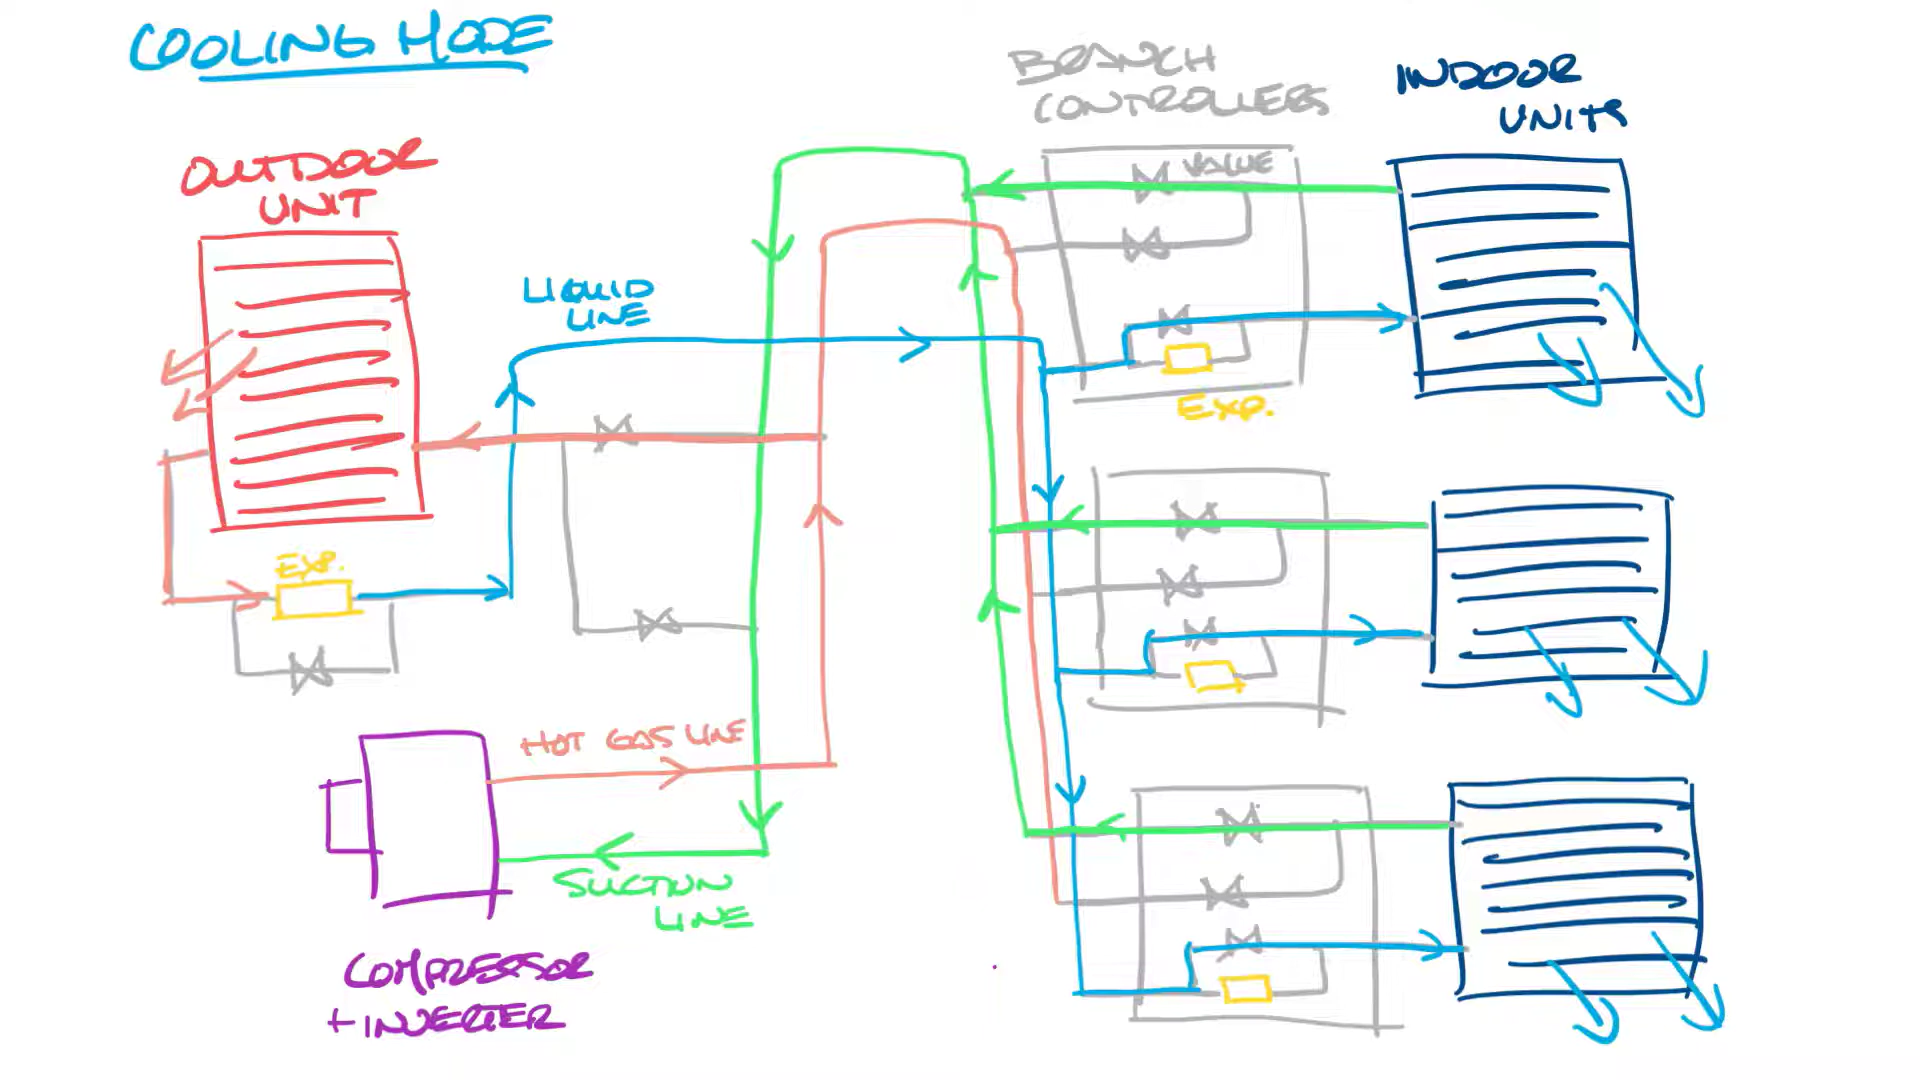 COOLING MODE
BRANCH
CONTROLLERS
INDOOR
UNITS
OUTDOOR
UNIT
VALUE
LIQUID
LINE
EXP.
EXP.
HOT GAS LINE
SUCTION
LINE
COMPRESSOR
+ INVERTER